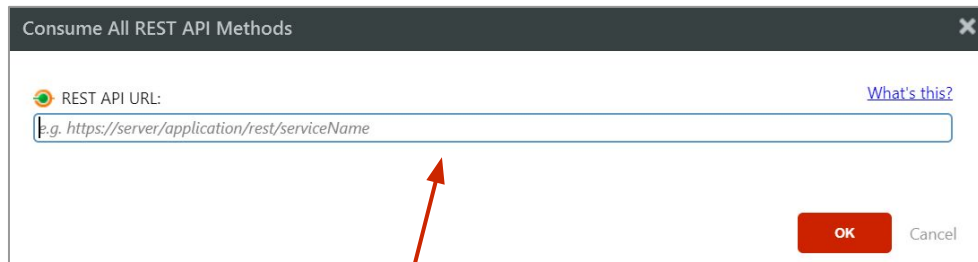 Consume All REST API Methods
What's this?
REST API URL:
e.g. https://server/application/rest/serviceName
OK Cancel